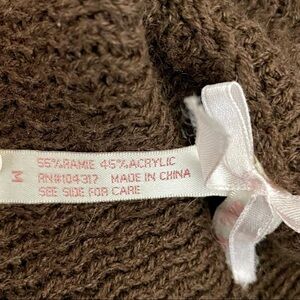 M
55%RAMIE 45%ACRYLIC
RN#104317 MADE IN CHINA
SEE SIDE FOR CARE